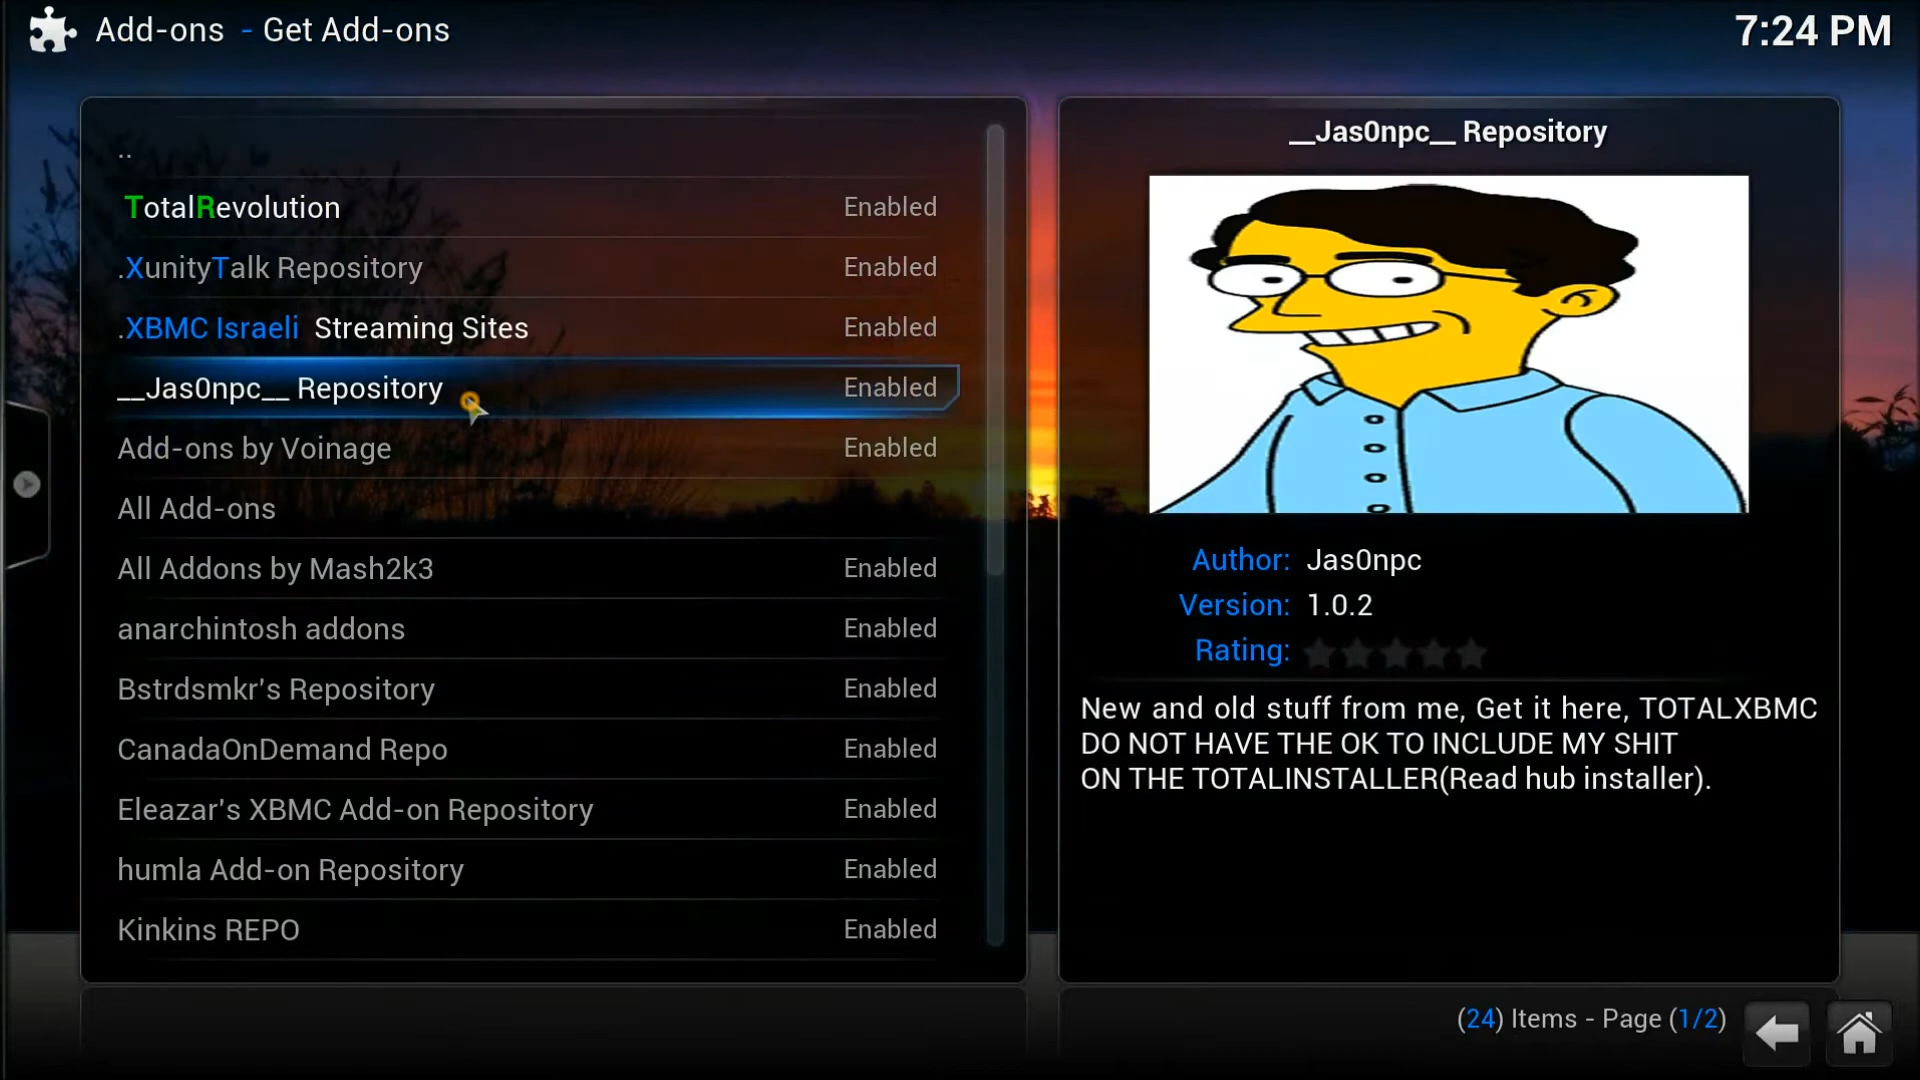 Add-ons - Get Add-ons
7:24 PM
..
TotalRevolution Enabled
.XunityTalk Repository Enabled
.XBMC Israeli Streaming Sites Enabled
__Jas0npc__ Repository Enabled
Add-ons by Voinage Enabled
All Add-ons
All Addons by Mash2k3 Enabled
anarchintosh addons Enabled
Bstrdsmkr's Repository Enabled
CanadaOnDemand Repo Enabled
Eleazar's XBMC Add-on Repository Enabled
humla Add-on Repository Enabled
Kinkins REPO Enabled
__Jas0npc__ Repository
Author: Jas0npc
Version: 1.0.2
Rating:
New and old stuff from me, Get it here, TOTALXBMC
DO NOT HAVE THE OK TO INCLUDE MY SHIT
ON THE TOTALINSTALLER(Read hub installer).
(24) Items - Page (1/2)